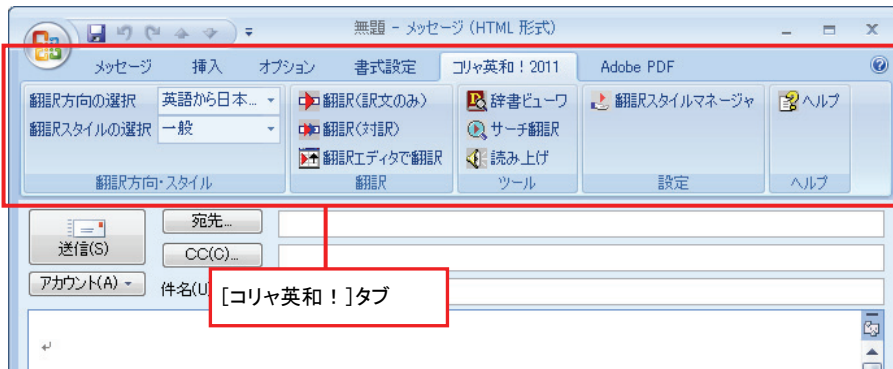 無題 - メッセージ (HTML 形式)
メッセージ 挿入 オプション 書式設定 コリャ英和！2011 Adobe PDF
翻訳方向の選択 英語から日本... 翻訳(訳文のみ) 辞書ビューワ 翻訳スタイルマネージャ ヘルプ
翻訳スタイルの選択 一般 翻訳(対訳) サーチ翻訳
翻訳エディタで翻訳 読み上げ
翻訳方向・スタイル 翻訳 ツール 設定 ヘルプ
送信(S) 宛先...
CC(C)...
アカウント(A) 件名(U)
[コリャ英和！]タブ